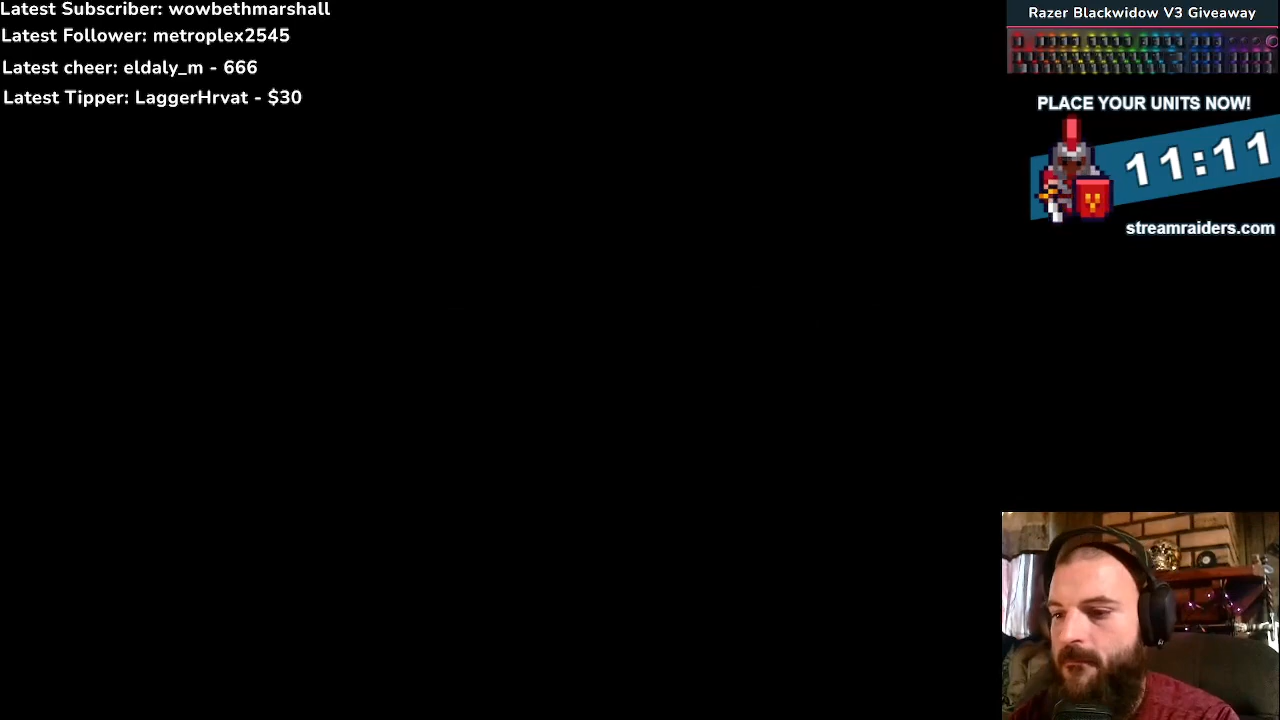 Latest Subscriber: wowbethmarshall
Latest Follower: metroplex2545
Latest cheer: eldaly_m - 666
Latest Tipper: LaggerHrvat - $30
Razer Blackwidow V3 Giveaway
PLACE YOUR UNITS NOW!
11:11
streamraiders.com